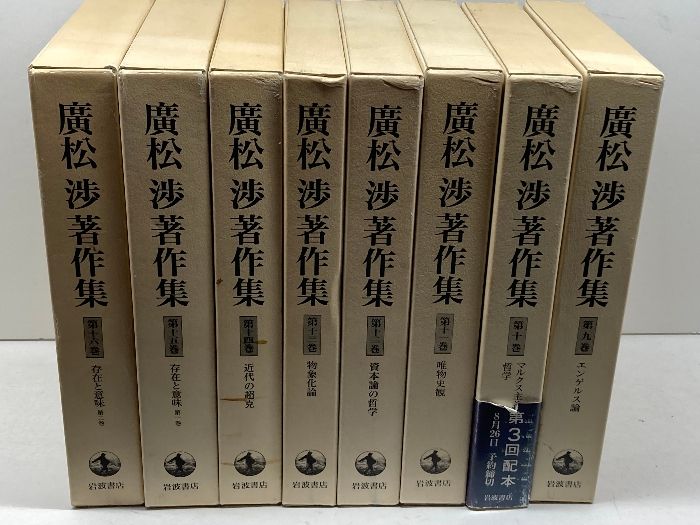 廣松渉著作集
第十六巻
存在と意味 第二巻
岩波書店
廣松渉著作集
第十五巻
存在と意味 第一巻
岩波書店
廣松渉著作集
第十四巻
近代の超克
岩波書店
廣松渉著作集
第十三巻
物象化論
岩波書店
廣松渉著作集
第十二巻
資本論の哲学
岩波書店
廣松渉著作集
第十一巻
唯物史観
岩波書店
廣松渉著作集
第十巻
マルクス主義
哲学
第3回配本
8月26日 予約締切
岩波書店
廣松渉著作集
第九巻
エンゲルス論
岩波書店